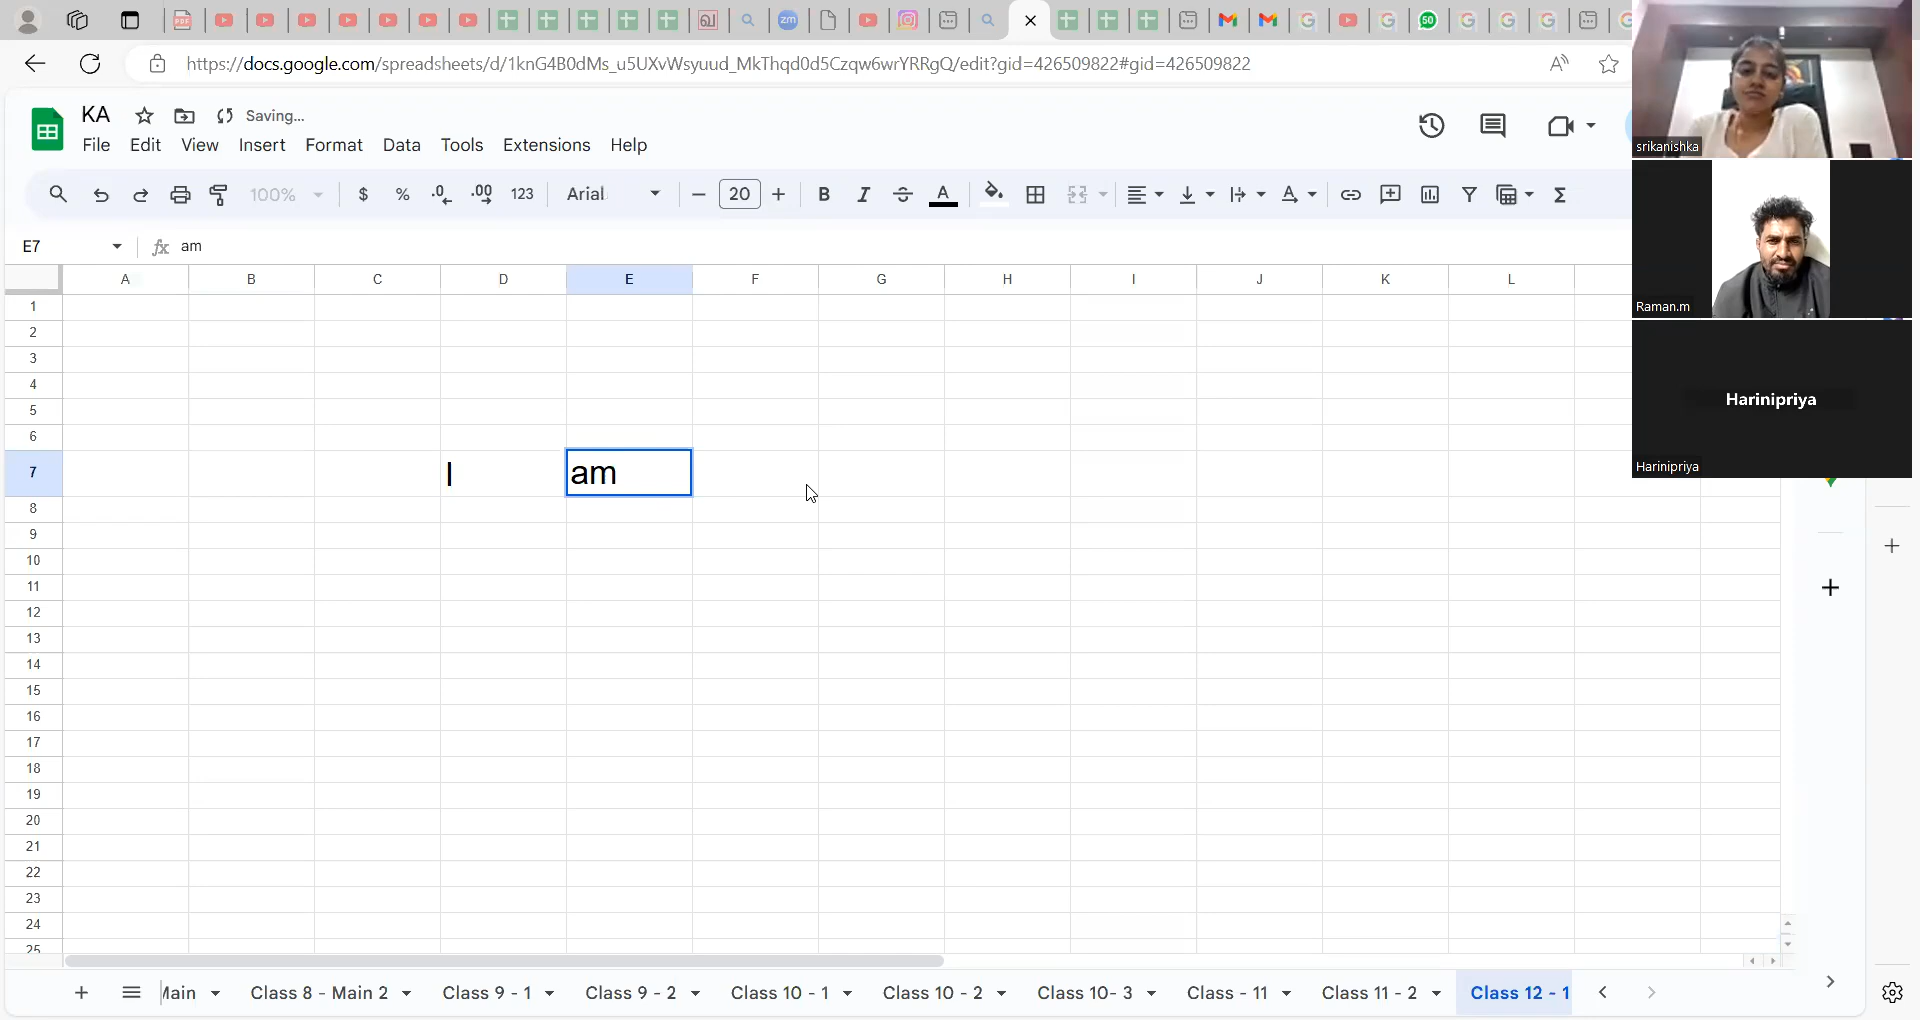 https://docs.google.com/spreadsheets/d/1knG4B0dMs_u5UXvWsyuud_MkThqd0d5Czqw6wrYRRgQ/edit?gid=426509822#gid=426509822
KA
Saving...
File Edit View Insert Format Data Tools Extensions Help
100% $ % .0 .00 123 Arial 20 B I S A Σ
E7 fx am
A B C D E F G H I J K L
1
2
3
4
5
6
7 I am
8
9
10
11
12
13
14
15
16
17
18
19
20
21
22
23
24
25
Main Class 8 - Main 2 Class 9 - 1 Class 9 - 2 Class 10 - 1 Class 10 - 2 Class 10- 3 Class - 11 Class 11 - 2 Class 12 - 1
srikanishka
Raman.m
Harinipriya
Harinipriya
PDF
zm
50